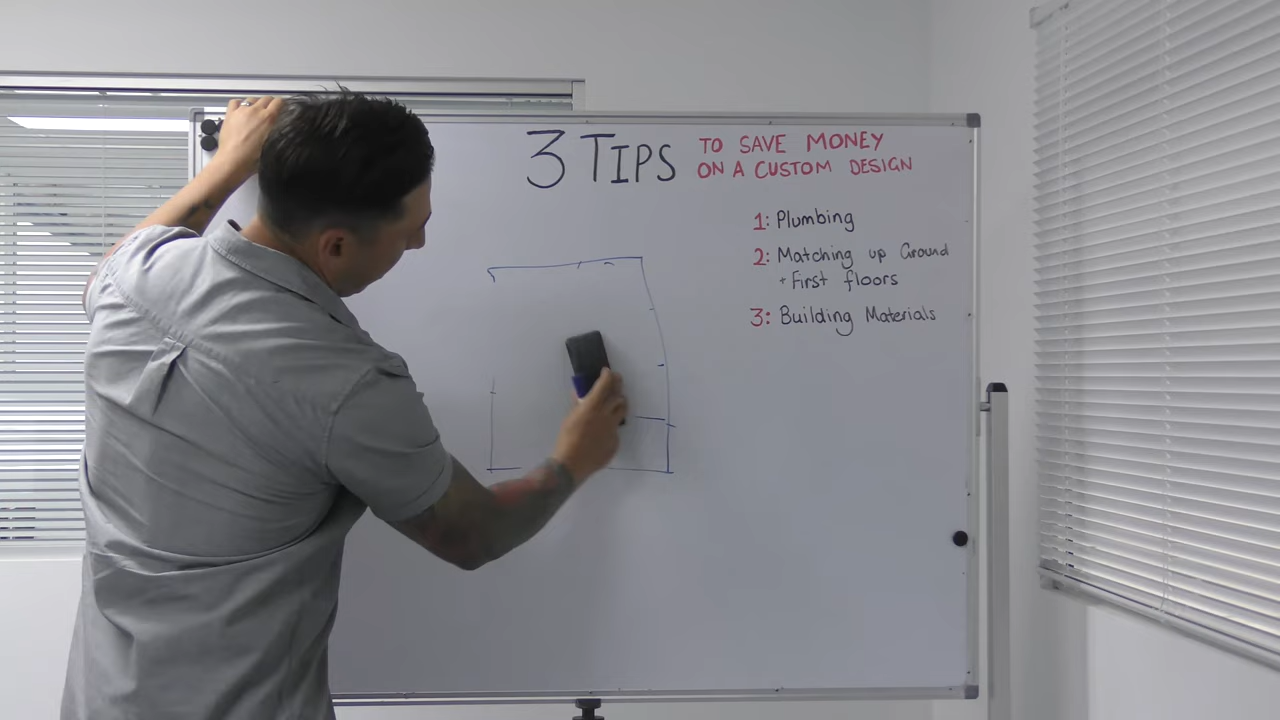 3 TIPS TO SAVE MONEY
ON A CUSTOM DESIGN
1: Plumbing
2: Matching up Ground
+ First floors
3: Building Materials